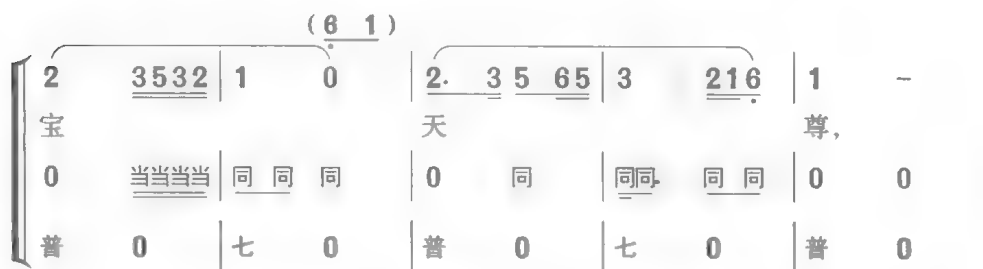 (6 1)
2 3532 | 1 0 | 2. 3 5 65 | 3 216 | 1 -
宝 天 尊,
0 当当当当 | 同 同 同 | 0 同 | 同同. 同 同 | 0 0
普 0 | 七 0 | 普 0 | 七 0 | 普 0